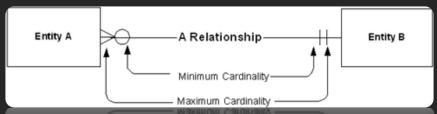 Entity A
A Relationship
Entity B
Minimum Cardinality
Maximum Cardinality